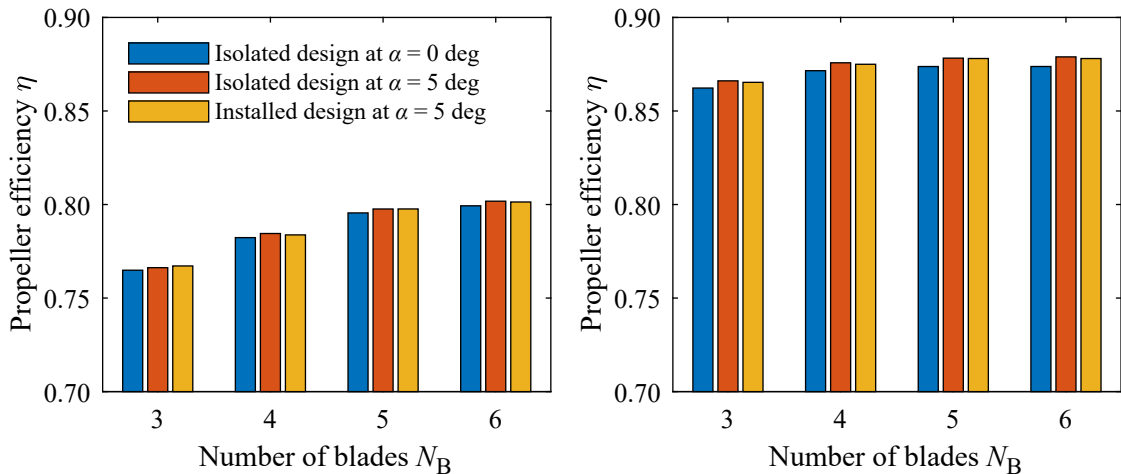 0.90
0.85
0.80
0.75
0.70
Propeller efficiency η
Isolated design at α = 0 deg
Isolated design at α = 5 deg
Installed design at α = 5 deg
3 4 5 6
Number of blades N_B
0.90
0.85
0.80
0.75
0.70
Propeller efficiency η
3 4 5 6
Number of blades N_B